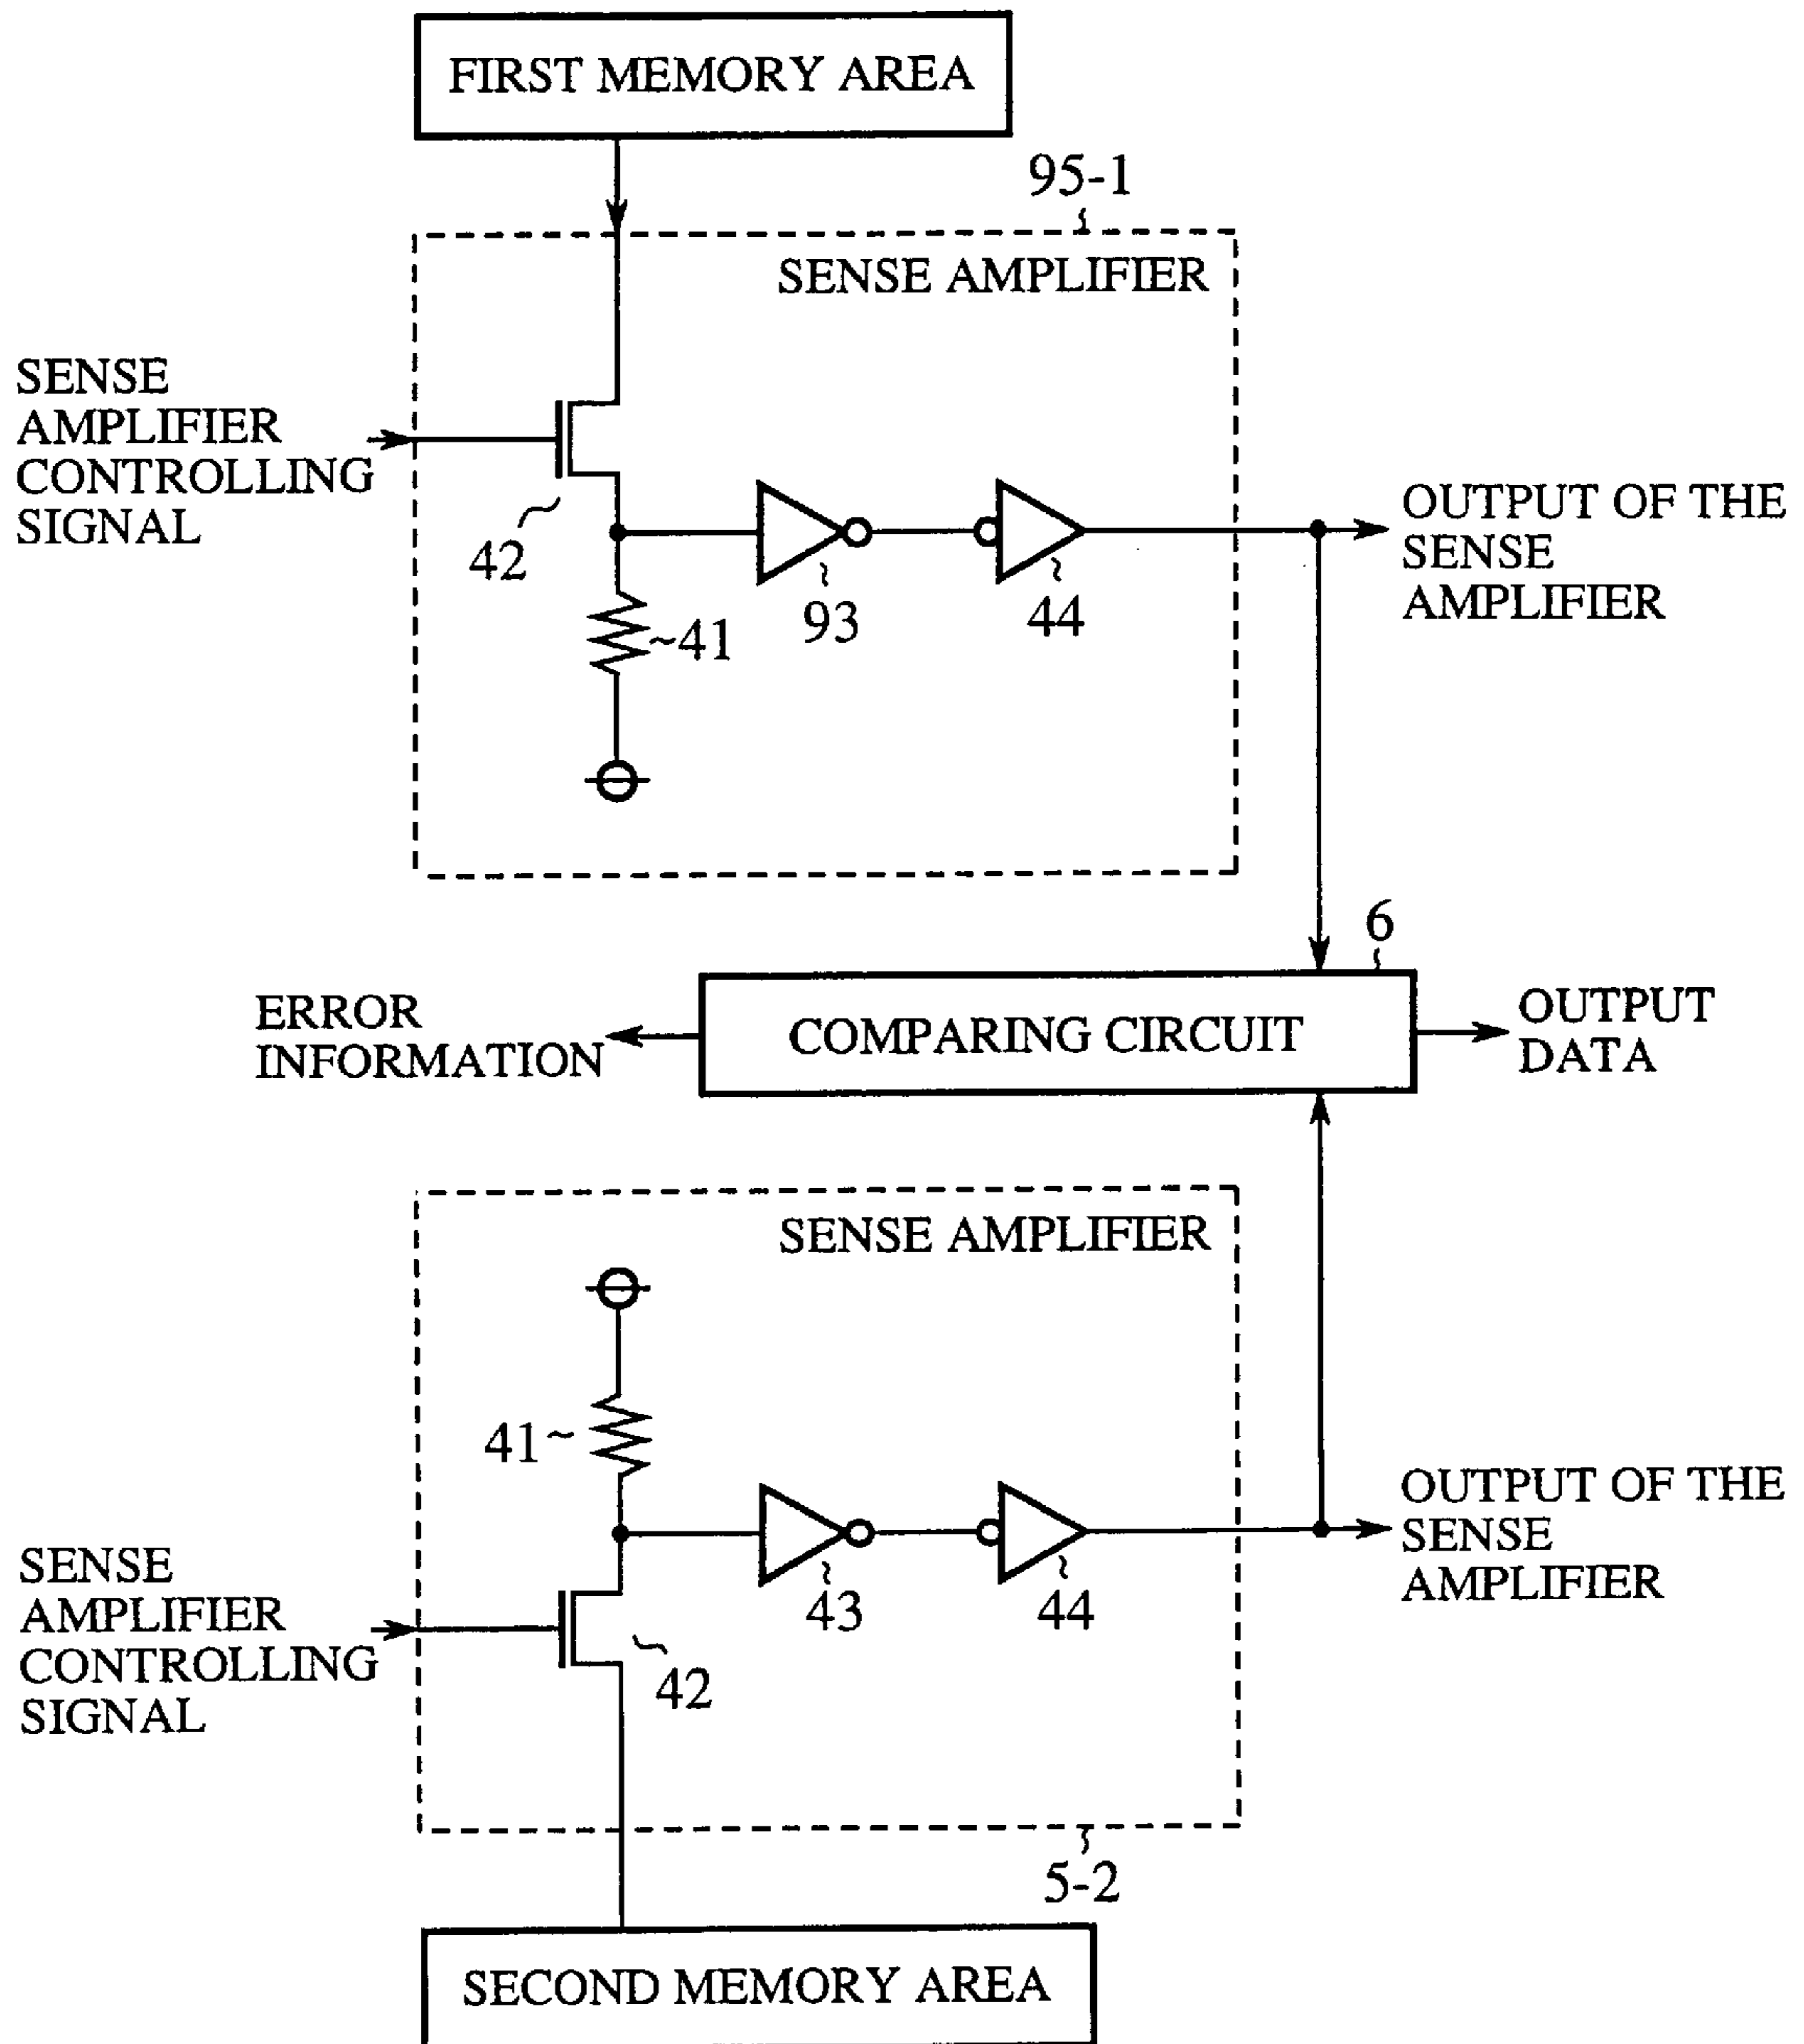 FIRST MEMORY AREA
95-1
SENSE AMPLIFIER
SENSE
AMPLIFIER
CONTROLLING
SIGNAL
42
93
44
41
OUTPUT OF THE
SENSE
AMPLIFIER
6
ERROR
INFORMATION
COMPARING CIRCUIT
OUTPUT
DATA
SENSE AMPLIFIER
41
43
44
42
SENSE
AMPLIFIER
CONTROLLING
SIGNAL
OUTPUT OF THE
SENSE
AMPLIFIER
5-2
SECOND MEMORY AREA